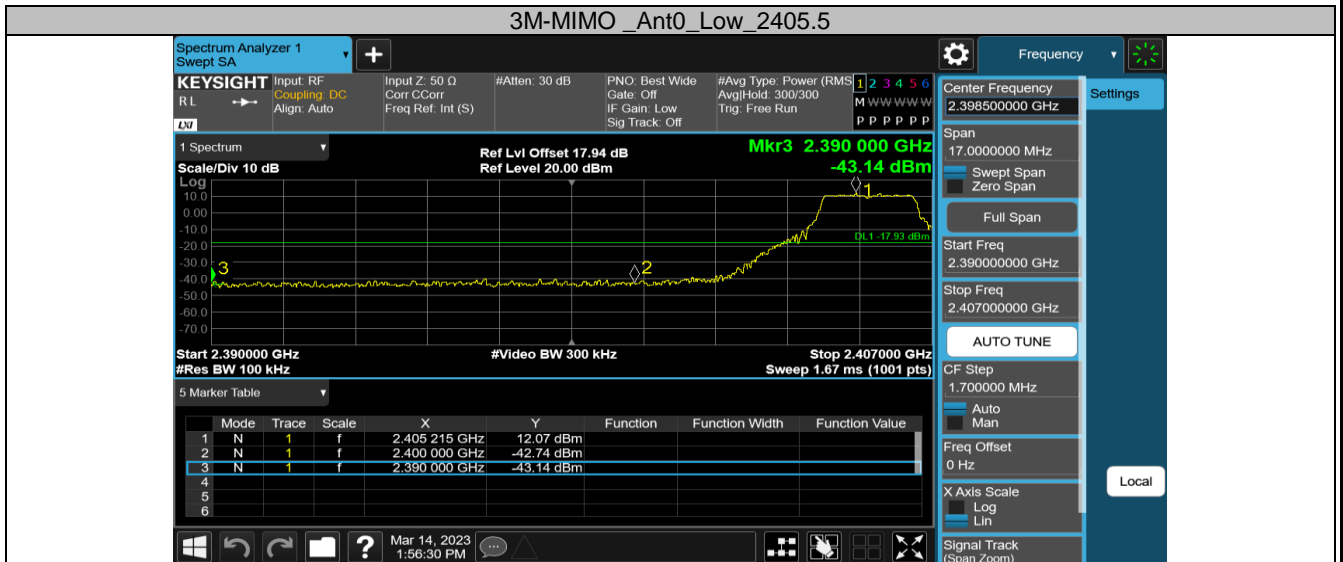 3M-MIMO _Ant0_Low_2405.5
Spectrum Analyzer 1
Swept SA
+
Frequency
KEYSIGHT
R L
LXI
Input: RF
Coupling: DC
Align: Auto
Input Z: 50 Ω
Corr CCorr
Freq Ref: Int (S)
#Atten: 30 dB
PNO: Best Wide
Gate: Off
IF Gain: Low
Sig Track: Off
#Avg Type: Power (RMS
Avg|Hold: 300/300
Trig: Free Run
1 2 3 4 5 6
M W W W W W
P P P P P P
1 Spectrum
Scale/Div 10 dB
Ref Lvl Offset 17.94 dB
Ref Level 20.00 dBm
Mkr3 2.390 000 GHz
-43.14 dBm
Log
10.0
0.00
-10.0
-20.0
-30.0
-40.0
-50.0
-60.0
-70.0
1
2
3
DL1 -17.93 dBm
Start 2.390000 GHz
#Res BW 100 kHz
#Video BW 300 kHz
Stop 2.407000 GHz
Sweep 1.67 ms (1001 pts)
5 Marker Table
Mode Trace Scale X Y Function Function Width Function Value
1 N 1 f 2.405 215 GHz 12.07 dBm
2 N 1 f 2.400 000 GHz -42.74 dBm
3 N 1 f 2.390 000 GHz -43.14 dBm
4
5
6
?
Mar 14, 2023
1:56:30 PM
Center Frequency
2.398500000 GHz
Settings
Span
17.0000000 MHz
Swept Span
Zero Span
Full Span
Start Freq
2.390000000 GHz
Stop Freq
2.407000000 GHz
AUTO TUNE
CF Step
1.700000 MHz
Auto
Man
Freq Offset
0 Hz
X Axis Scale
Log
Lin
Local
Signal Track
(Span Zoom)